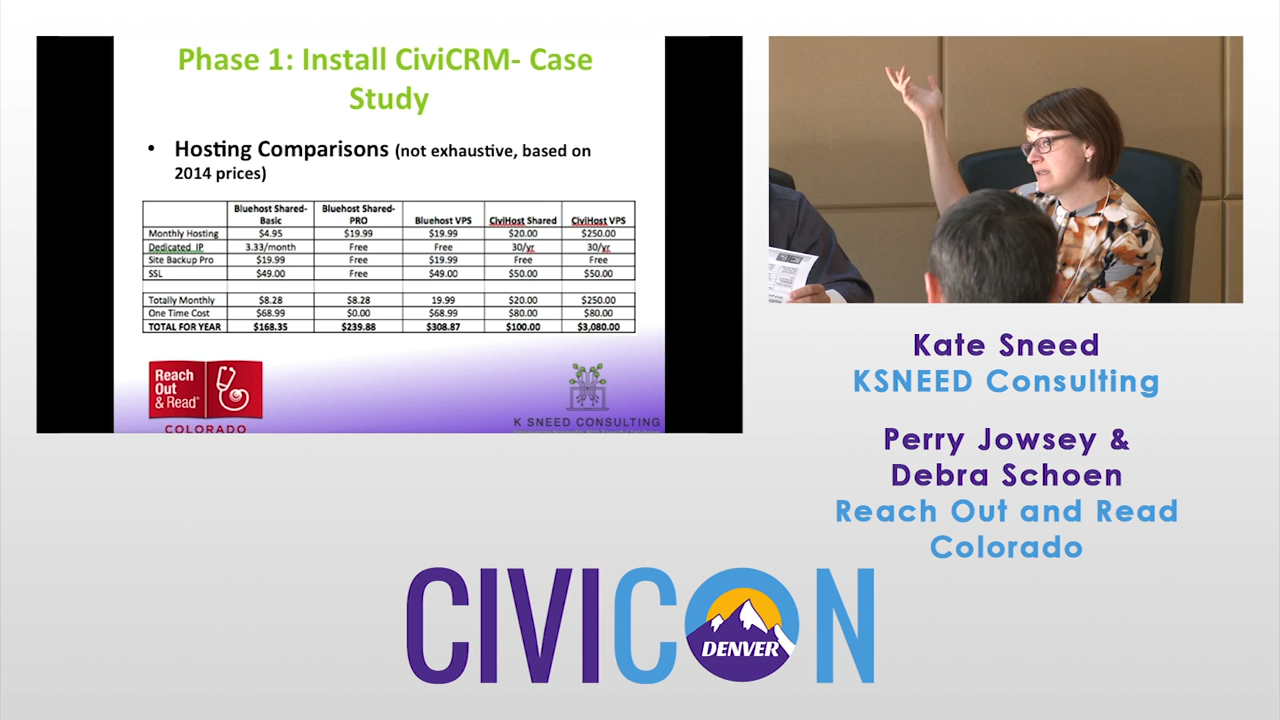 Phase 1: Install CiviCRM- Case
Study
• Hosting Comparisons (not exhaustive, based on
2014 prices)
Bluehost Shared-Basic Bluehost Shared-PRO Bluehost VPS CiviHost Shared CiviHost VPS
Monthly Hosting $4.95 $19.99 $19.99 $20.00 $250.00
Dedicated IP 3.33/month Free Free 30/yr 30/yr
Site Backup Pro $19.99 Free $19.99 Free Free
SSL $49.00 Free $49.00 $50.00 $50.00
Totally Monthly $8.28 $8.28 19.99 $20.00 $250.00
One Time Cost $68.99 $0.00 $68.99 $80.00 $80.00
TOTAL FOR YEAR $168.35 $239.88 $308.87 $100.00 $3,080.00
Reach
Out
& Read®
COLORADO
K SNEED CONSULTING
Kate Sneed
KSNEED Consulting
Perry Jowsey &
Debra Schoen
Reach Out and Read
Colorado
CIVICON
DENVER